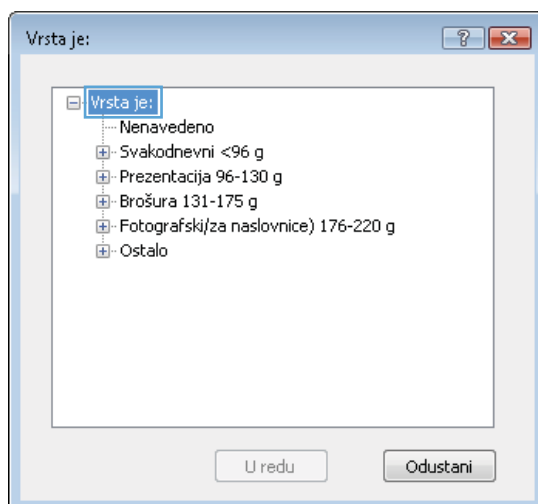 Vrsta je:
Vrsta je:
Nenavedeno
Svakodnevni <96 g
Prezentacija 96-130 g
Brošura 131-175 g
Fotografski/za naslovnice) 176-220 g
Ostalo
U redu Odustani